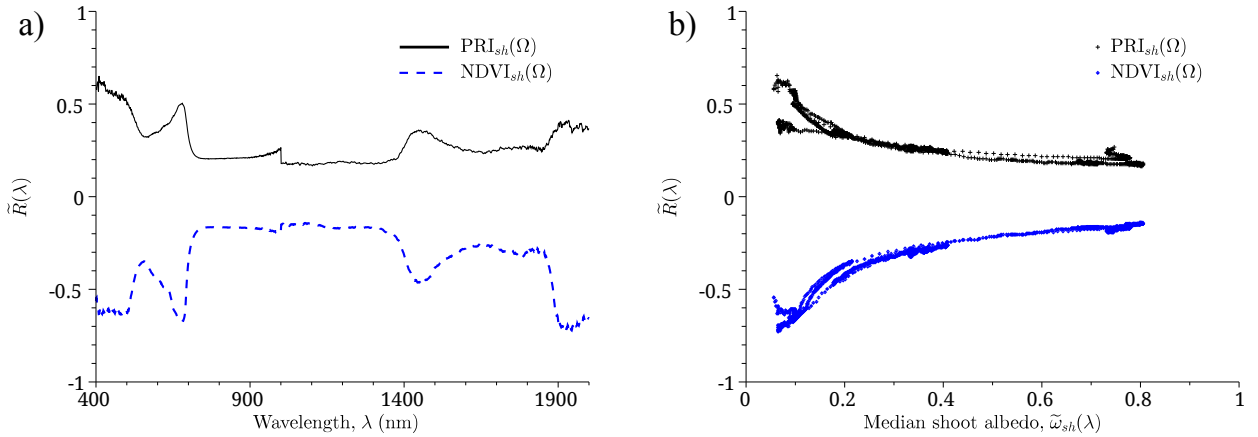 a)
1
0.5
0
-0.5
-1
R̃(λ)
PRI_sh(Ω)
NDVI_sh(Ω)
400
900
1400
1900
Wavelength, λ (nm)
b)
1
0.5
0
-0.5
-1
R̃(λ)
PRI_sh(Ω)
NDVI_sh(Ω)
0
0.2
0.4
0.6
0.8
1
Median shoot albedo, ω̃_sh(λ)